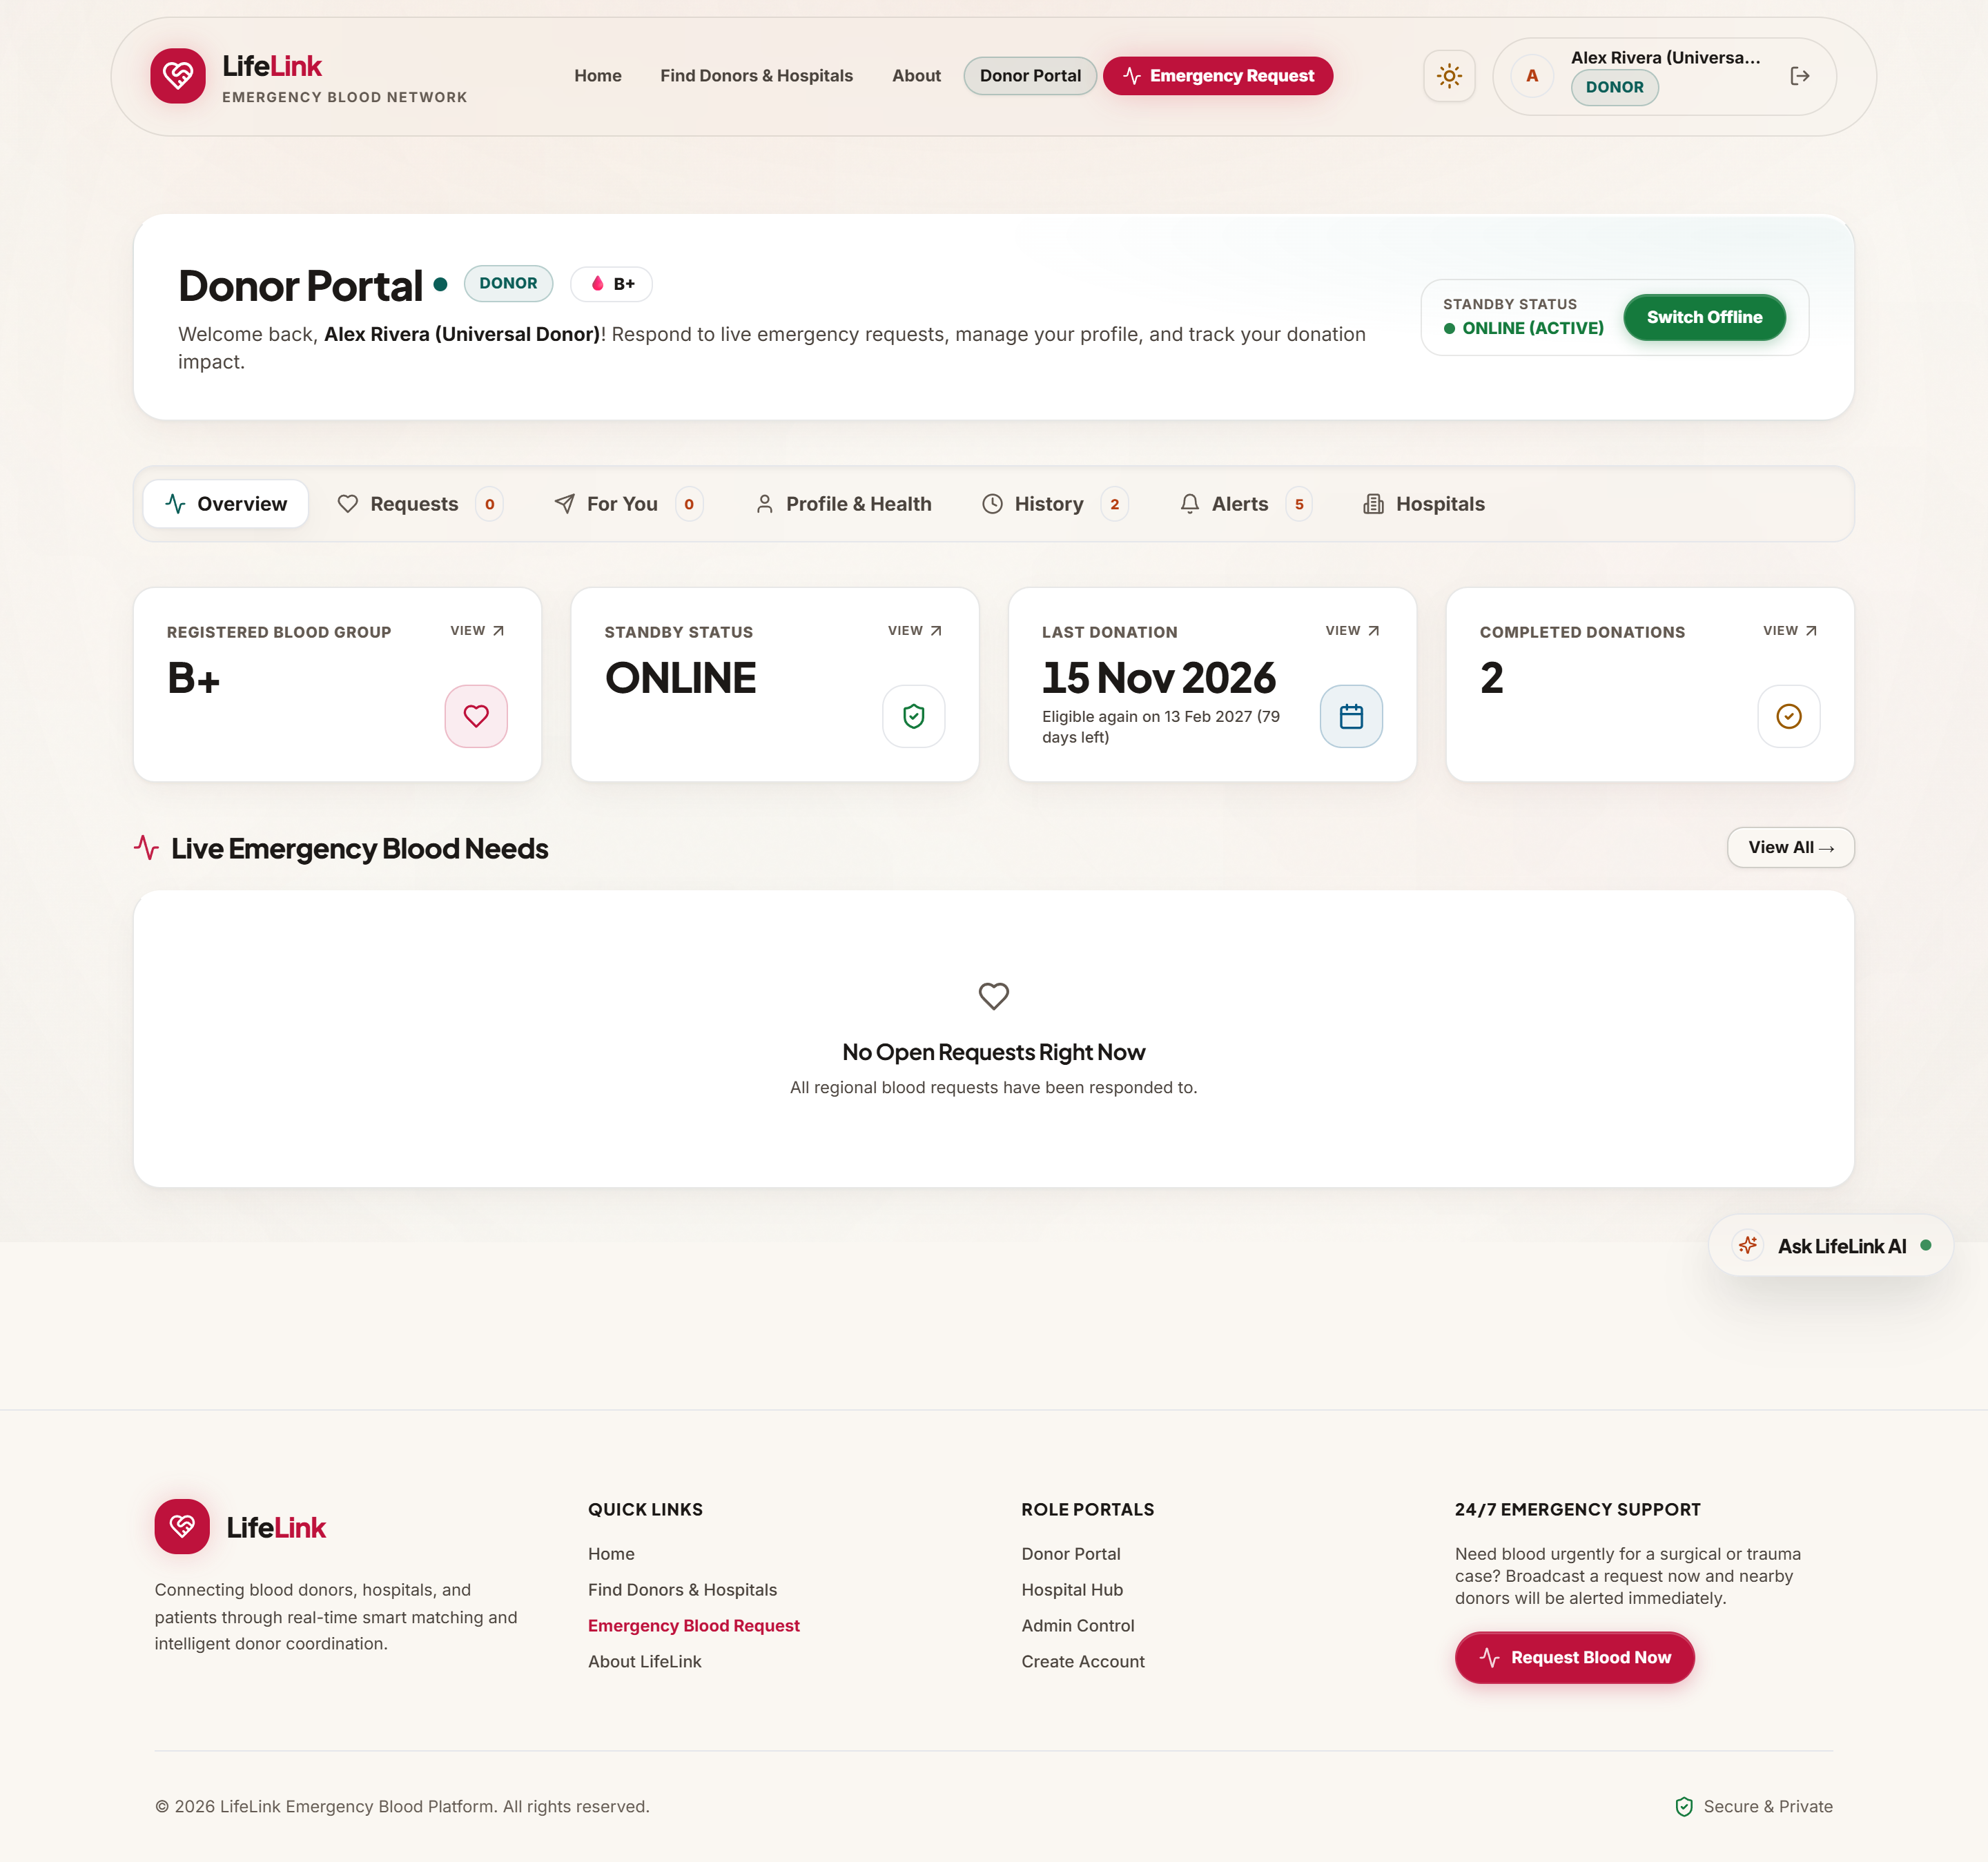 LifeLink
EMERGENCY BLOOD NETWORK
Home
Find Donors & Hospitals
About
Donor Portal
Emergency Request
A
Alex Rivera (Universa...
DONOR
Donor Portal
DONOR
B+
Welcome back, Alex Rivera (Universal Donor)! Respond to live emergency requests, manage your profile, and track your donation
impact.
STANDBY STATUS
ONLINE (ACTIVE)
Switch Offline
Overview
Requests 0
For You 0
Profile & Health
History 2
Alerts 5
Hospitals
REGISTERED BLOOD GROUP
VIEW
B+
STANDBY STATUS
VIEW
ONLINE
LAST DONATION
VIEW
15 Nov 2026
Eligible again on 13 Feb 2027 (79
days left)
COMPLETED DONATIONS
VIEW
2
Live Emergency Blood Needs
View All →
No Open Requests Right Now
All regional blood requests have been responded to.
Ask LifeLink AI
LifeLink
Connecting blood donors, hospitals, and
patients through real-time smart matching and
intelligent donor coordination.
QUICK LINKS
Home
Find Donors & Hospitals
Emergency Blood Request
About LifeLink
ROLE PORTALS
Donor Portal
Hospital Hub
Admin Control
Create Account
24/7 EMERGENCY SUPPORT
Need blood urgently for a surgical or trauma
case? Broadcast a request now and nearby
donors will be alerted immediately.
Request Blood Now
© 2026 LifeLink Emergency Blood Platform. All rights reserved.
Secure & Private